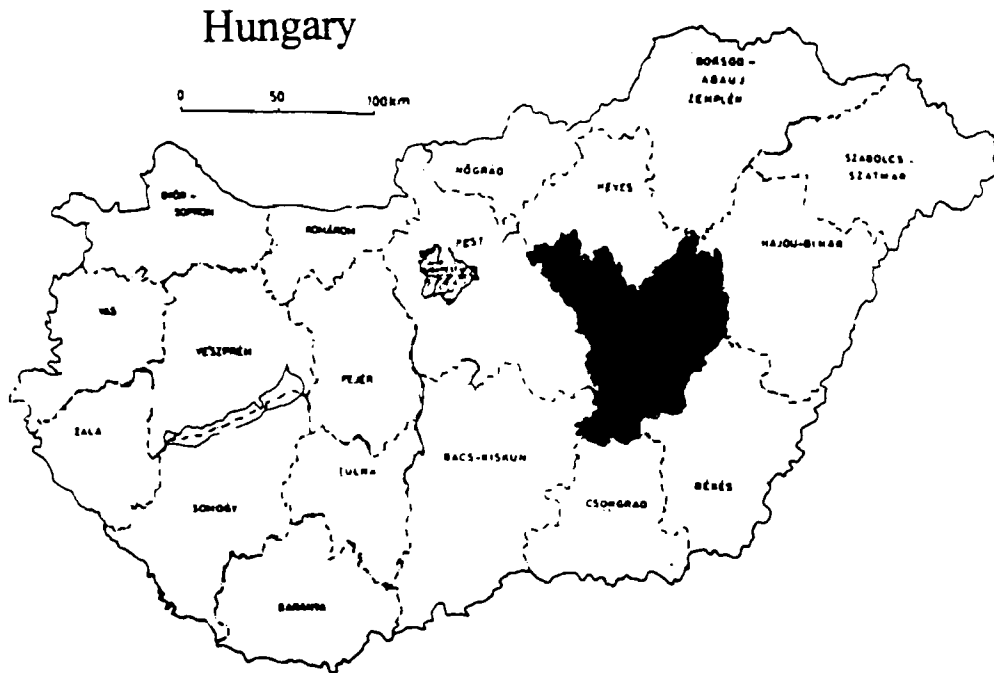 Hungary
0 50 100km
BORSOD-
ABAUJ
ZEMPLÉN
SZABOLCS-
SZATMÁR
NÓGRÁD
HEVES
GYŐR-
SOPRON
KOMÁROM
PEST
HAJDU-BIHAR
VAS
VESZPRÉM
FEJÉR
ZALA
TOLNA
BÁCS-KISKUN
BÉKÉS
SOMOGY
CSONGRÁD
BARANYA